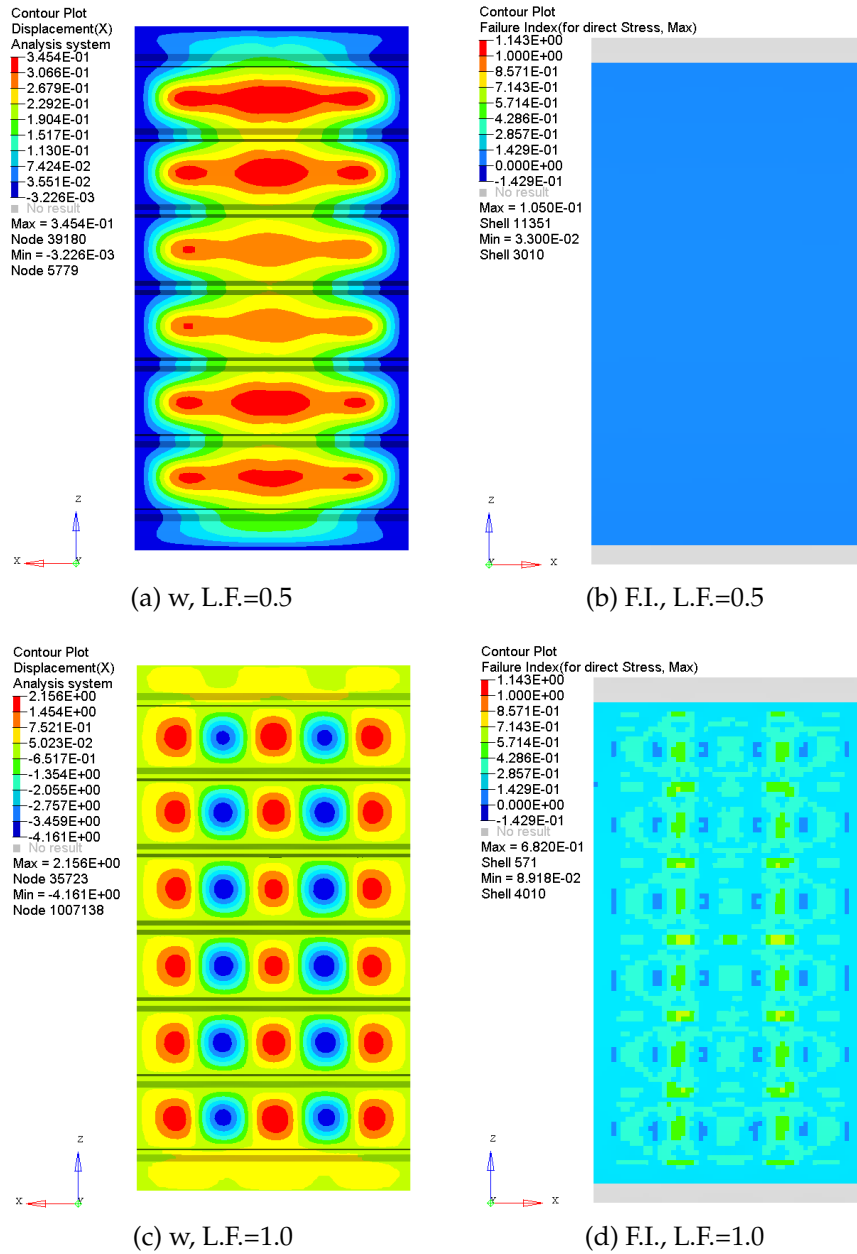 Contour Plot
Displacement(X)
Analysis system
3.454E-01
3.066E-01
2.679E-01
2.292E-01
1.904E-01
1.517E-01
1.130E-01
7.424E-02
3.551E-02
-3.226E-03
No result
Max = 3.454E-01
Node 39180
Min = -3.226E-03
Node 5779
Z
X
Y
(a) w, L.F.=0.5
Contour Plot
Failure Index(for direct Stress, Max)
1.143E+00
1.000E+00
8.571E-01
7.143E-01
5.714E-01
4.286E-01
2.857E-01
1.429E-01
0.000E+00
-1.429E-01
No result
Max = 1.050E-01
Shell 11351
Min = 3.300E-02
Shell 3010
Z
Y
X
(b) F.I., L.F.=0.5
Contour Plot
Displacement(X)
Analysis system
2.156E+00
1.454E+00
7.521E-01
5.023E-02
-6.517E-01
-1.354E+00
-2.055E+00
-2.757E+00
-3.459E+00
-4.161E+00
No result
Max = 2.156E+00
Node 35723
Min = -4.161E+00
Node 1007138
Z
X
Y
(c) w, L.F.=1.0
Contour Plot
Failure Index(for direct Stress, Max)
1.143E+00
1.000E+00
8.571E-01
7.143E-01
5.714E-01
4.286E-01
2.857E-01
1.429E-01
0.000E+00
-1.429E-01
No result
Max = 6.820E-01
Shell 571
Min = 8.918E-02
Shell 4010
Z
Y
X
(d) F.I., L.F.=1.0